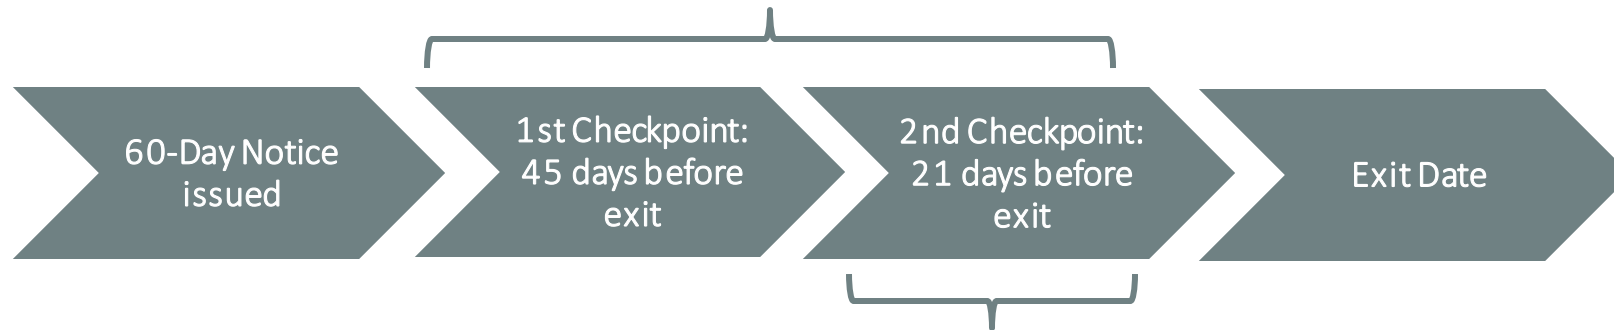 60-Day Notice
issued
1st Checkpoint:
45 days before
exit
2nd Checkpoint:
21 days before
exit
Exit Date